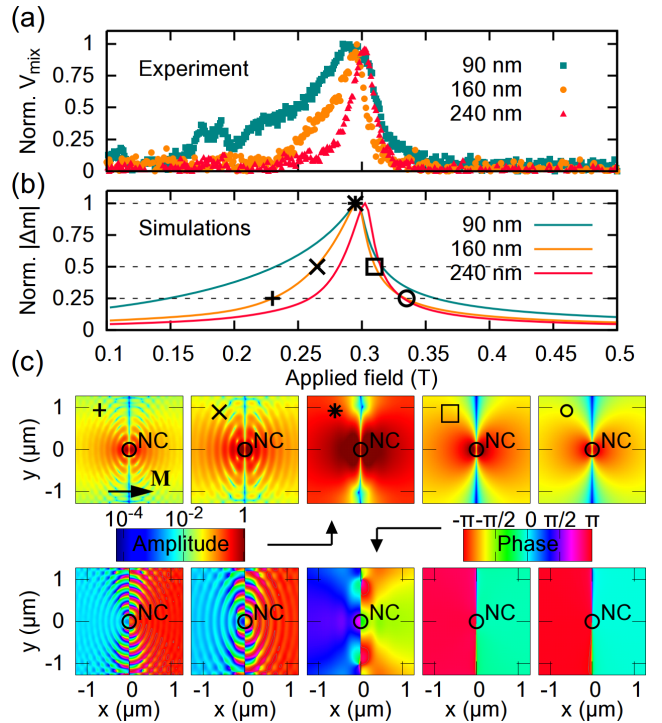 (a)
Norm. Vmix
1
0.75
0.5
0.25
0
Experiment
90 nm
160 nm
240 nm
(b)
Norm. |Δm|
1
0.75
0.5
0.25
0
Simulations
90 nm
160 nm
240 nm
0.1 0.15 0.2 0.25 0.3 0.35 0.4 0.45 0.5
Applied field (T)
(c)
y (µm)
1
0
-1
NC NC NC NC NC
M
10⁻⁴ 10⁻² 1
Amplitude
-π -π/2 0 π/2 π
Phase
y (µm)
1
0
-1
NC NC NC NC NC
-1 0 1 -1 0 1 -1 0 1 -1 0 1 -1 0 1
x (µm) x (µm) x (µm) x (µm) x (µm)